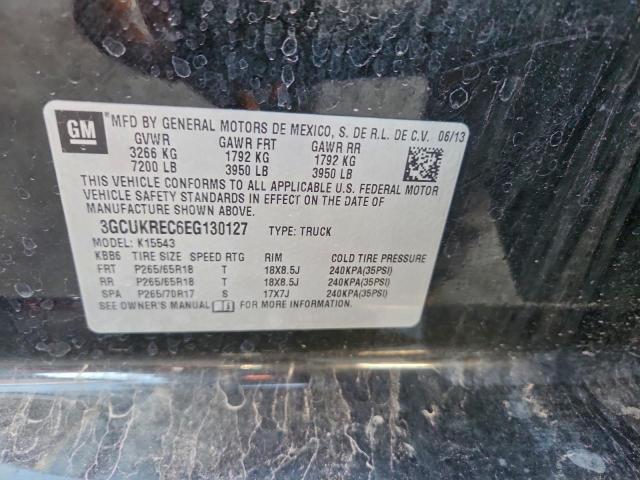 GM
MFD BY GENERAL MOTORS DE MEXICO, S. DE R.L. DE C.V. 06/13
GVWR GAWR FRT GAWR RR
3266 KG 1792 KG 1792 KG
7200 LB 3950 LB 3950 LB
THIS VEHICLE CONFORMS TO ALL APPLICABLE U.S. FEDERAL MOTOR
VEHICLE SAFETY STANDARDS IN EFFECT ON THE DATE OF
MANUFACTURE SHOWN ABOVE.
3GCUKREC6EG130127 TYPE: TRUCK
MODEL: K15543
KBB6 TIRE SIZE SPEED RTG RIM COLD TIRE PRESSURE
FRT P265/65R18 T 18X8.5J 240KPA(35PSI)
RR P265/65R18 T 18X8.5J 240KPA(35PSI)
SPA P265/70R17 S 17X7J 240KPA(35PSI)
SEE OWNER'S MANUAL FOR MORE INFORMATION.